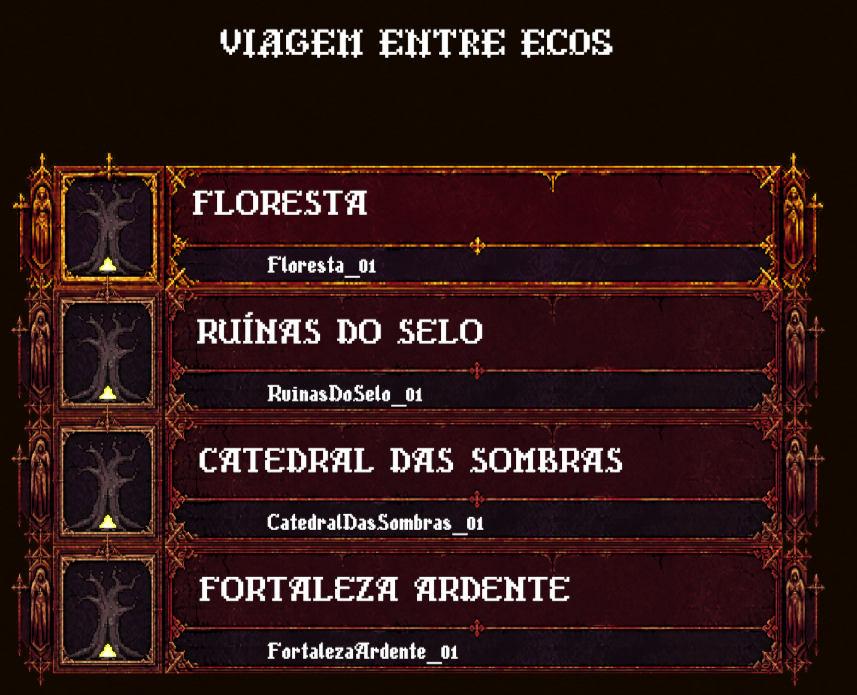 VIAGEM ENTRE ECOS
FLORESTA
Floresta_01
RUÍNAS DO SELO
RuinasDoSelo_01
CATEDRAL DAS SOMBRAS
CatedralDasSombras_01
FORTALEZA ARDENTE
FortalezaArdente_01